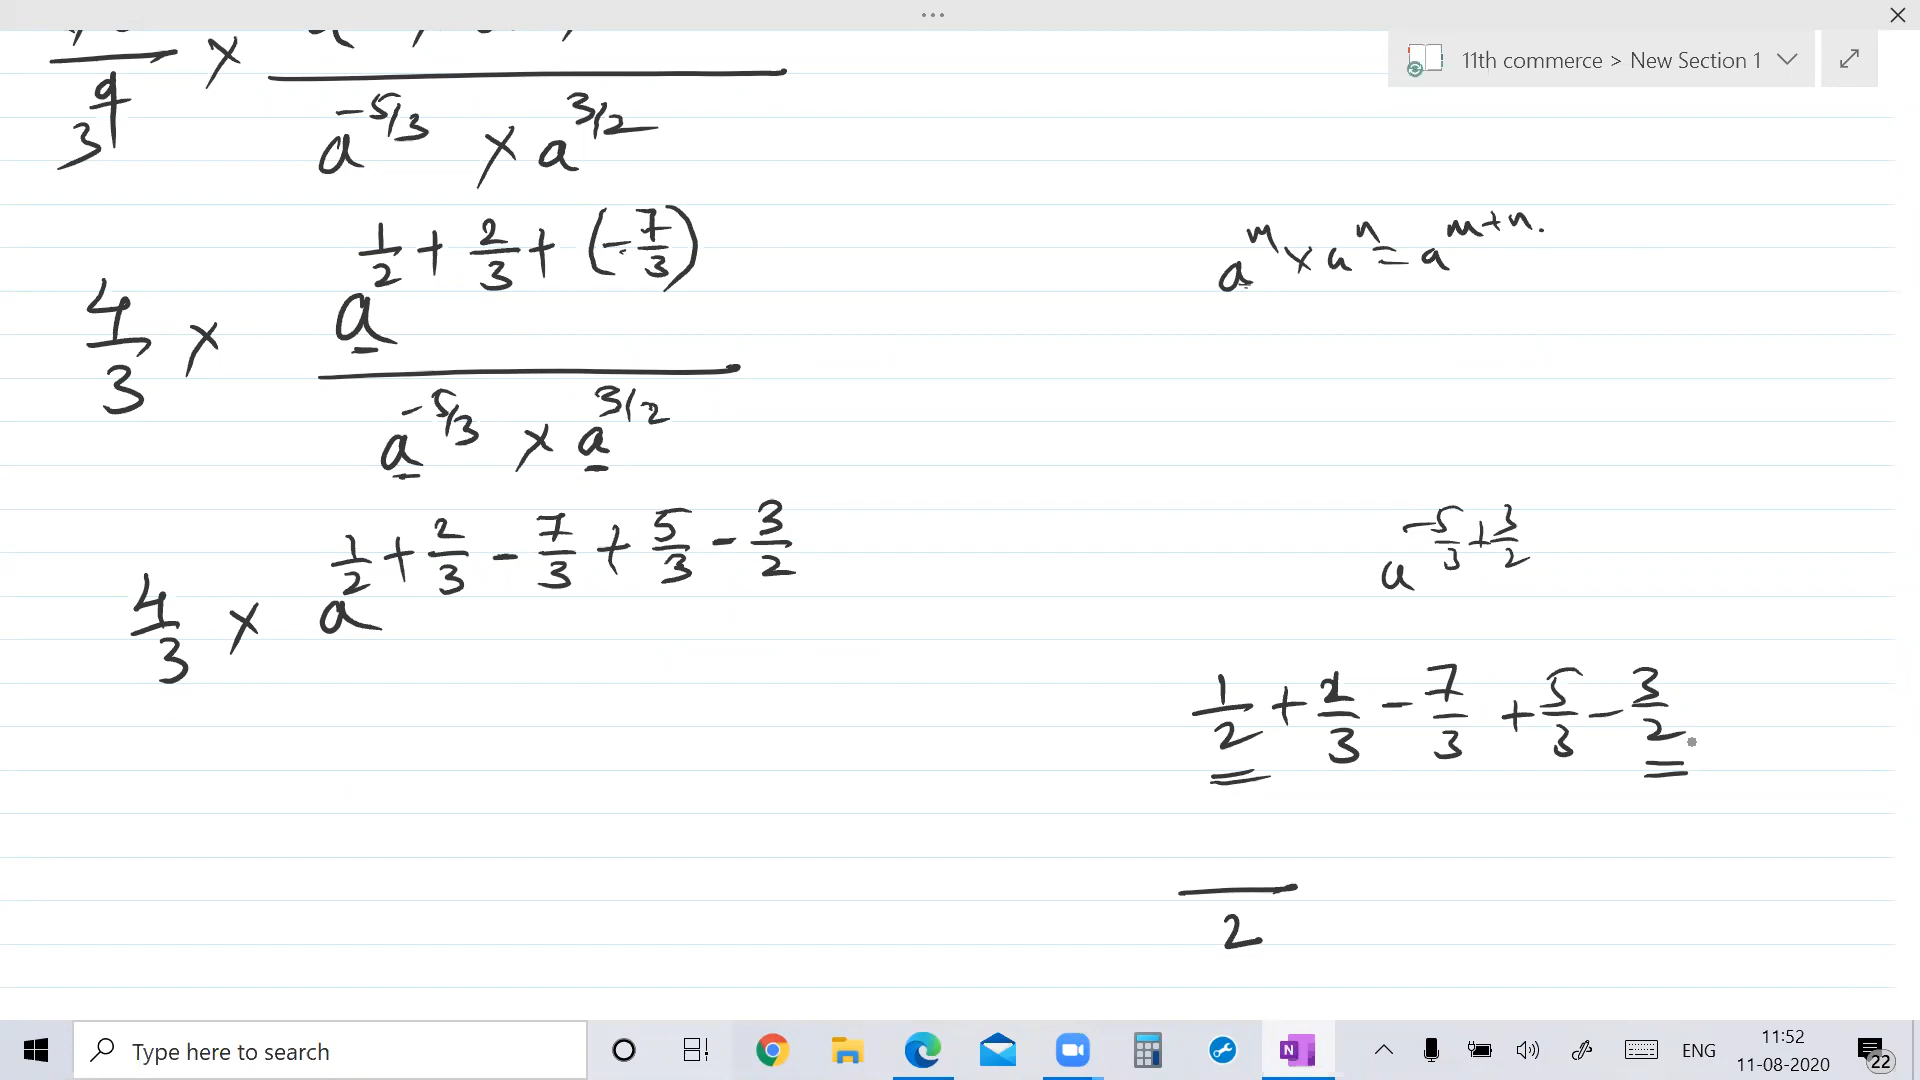 11th commerce > New Section 1
9 ×
3
a^-5/3 × a^3/2
a^m × a^n = a^m+n.
4/3 × a^1/2 + 2/3 + (-7/3)
a^-5/3 × a^3/2
4/3 × a^1/2 + 2/3 - 7/3 + 5/3 - 3/2
a^-5/3 + 3/2
1/2 + 2/3 - 7/3 + 5/3 - 3/2
2
Type here to search
ENG
11:52
11-08-2020
22